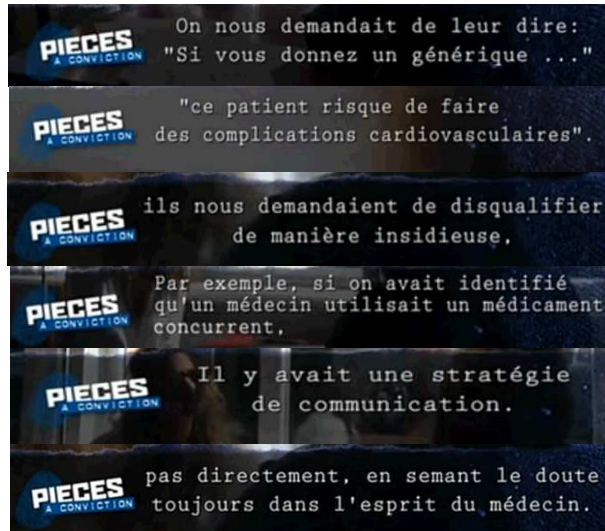 PIECES
A CONVICTION
On nous demandait de leur dire:
"Si vous donnez un générique ..."
PIECES
A CONVICTION
"ce patient risque de faire
des complications cardiovasculaires".
PIECES
A CONVICTION
ils nous demandaient de disqualifier
de manière insidieuse,
PIECES
A CONVICTION
Par exemple, si on avait identifié
qu'un médecin utilisait un médicament
concurrent,
PIECES
A CONVICTION
Il y avait une stratégie
de communication.
PIECES
A CONVICTION
pas directement, en semant le doute
toujours dans l'esprit du médecin.